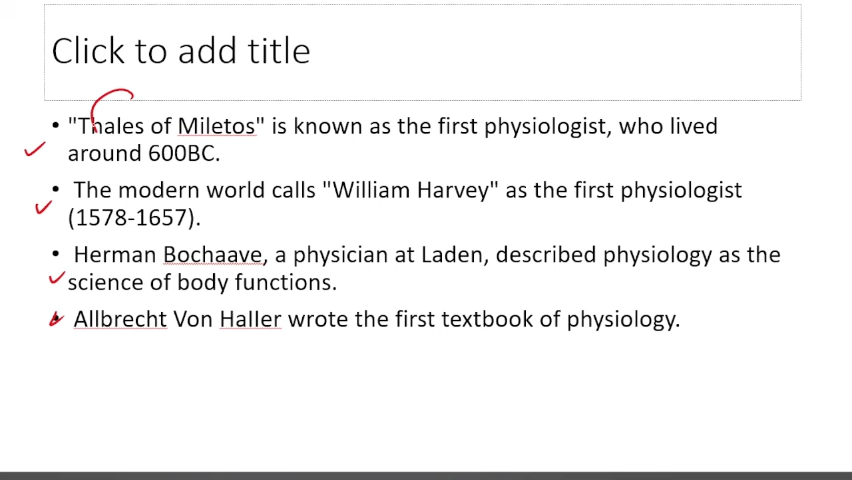 Click to add title
• "Thales of Miletos" is known as the first physiologist, who lived
around 600BC.
• The modern world calls "William Harvey" as the first physiologist
(1578-1657).
• Herman Bochaave, a physician at Laden, described physiology as the
science of body functions.
• Allbrecht Von Haller wrote the first textbook of physiology.